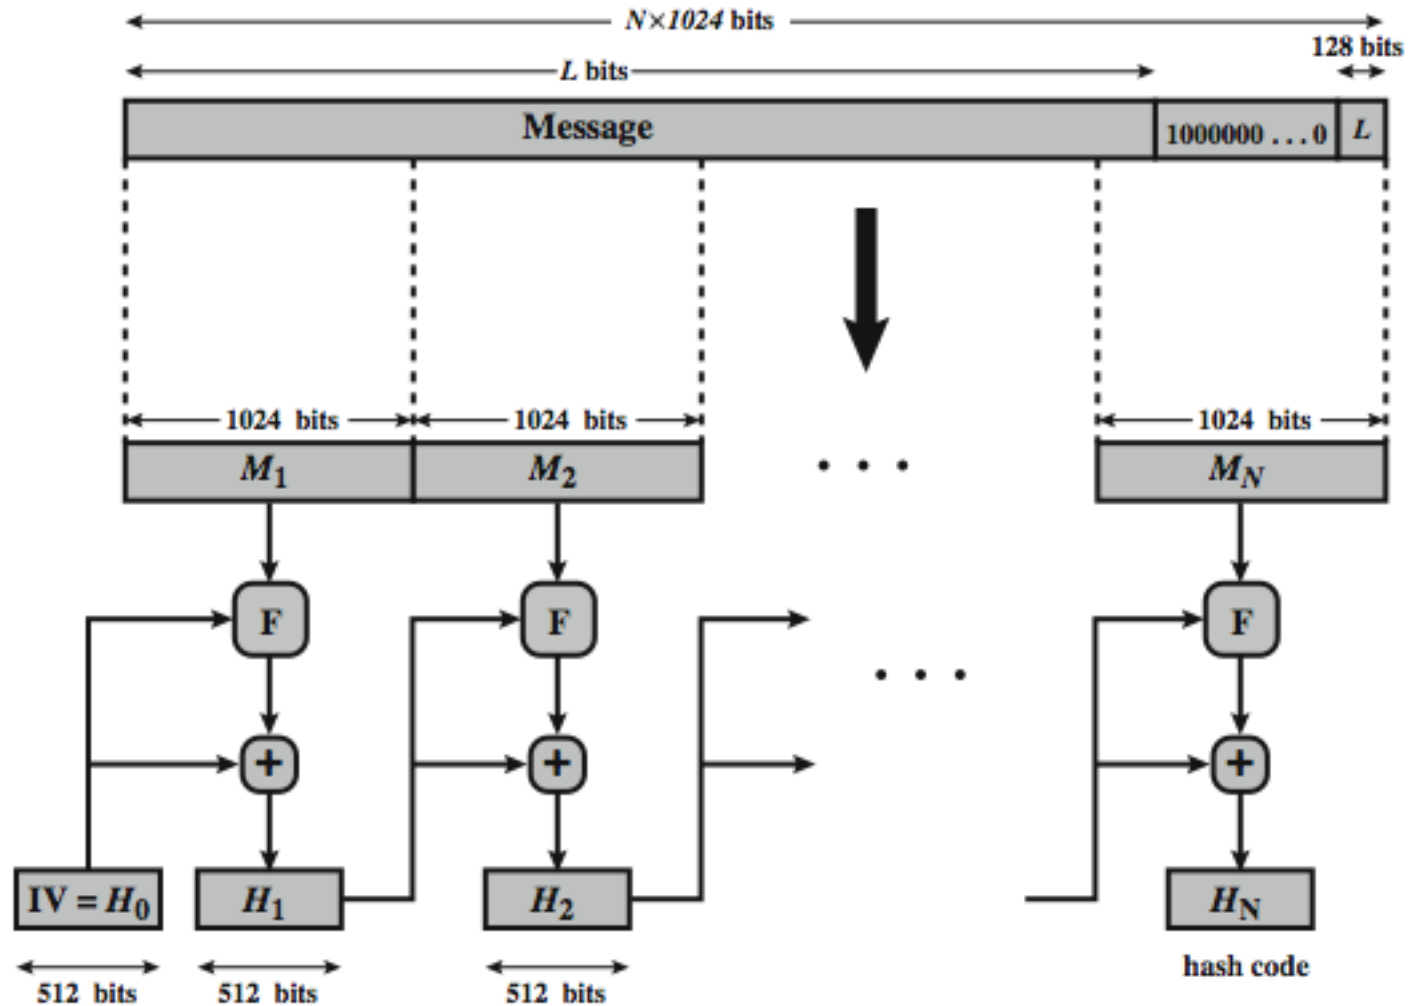 N×1024 bits
128 bits
L bits
Message 1000000 . . . 0 L
1024 bits 1024 bits 1024 bits
M1 M2 . . . MN
F F F
. . .
+ + +
IV = H0 H1 H2 HN
hash code
512 bits 512 bits 512 bits